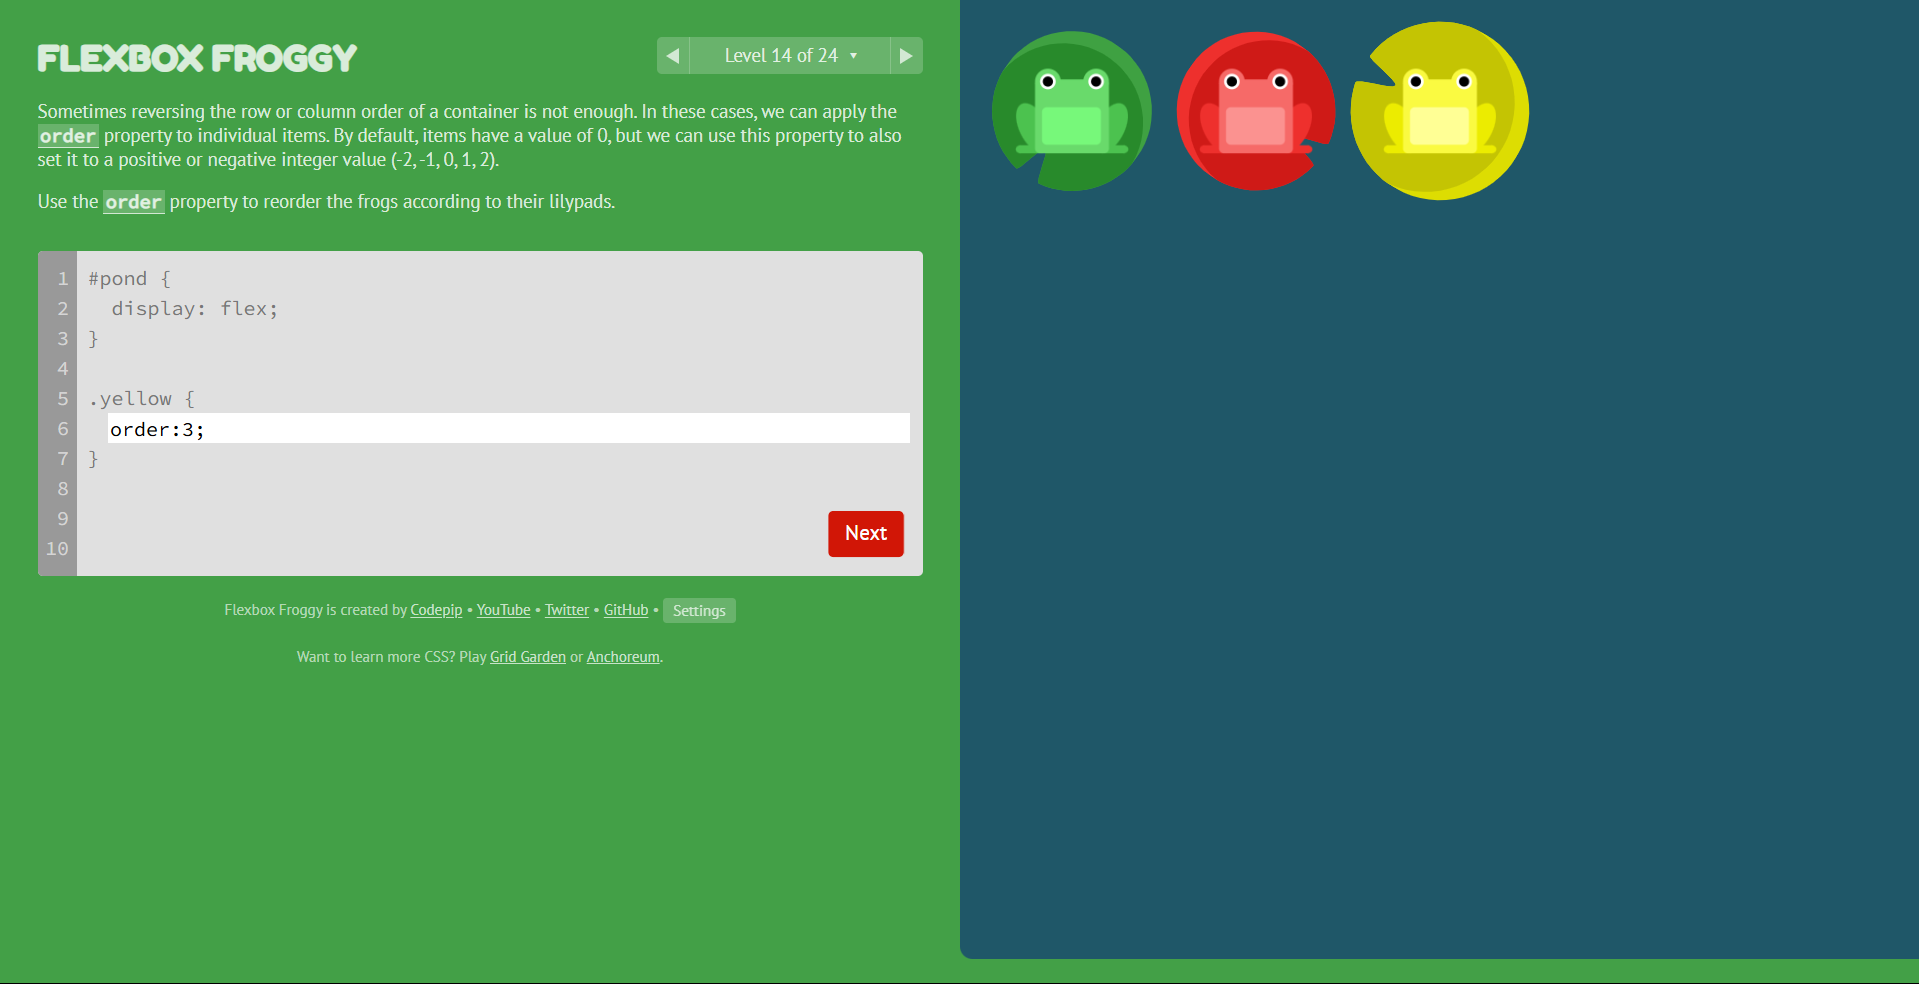 FLEXBOX FROGGY
◀ Level 14 of 24 ▼ ▶
Sometimes reversing the row or column order of a container is not enough. In these cases, we can apply the
order property to individual items. By default, items have a value of 0, but we can use this property to also
set it to a positive or negative integer value (-2, -1, 0, 1, 2).
Use the order property to reorder the frogs according to their lilypads.
1 #pond {
2 display: flex;
3 }
4
5 .yellow {
6 order:3;
7 }
8
9
10
Next
Flexbox Froggy is created by Codepip • YouTube • Twitter • GitHub • Settings
Want to learn more CSS? Play Grid Garden or Anchoreum.